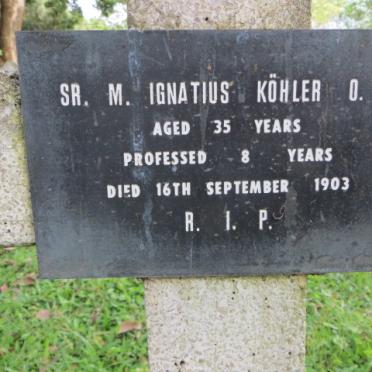 SR. M. IGNATIUS KÖHLER O.
AGED 35 YEARS
PROFESSED 8 YEARS
DIED 16TH SEPTEMBER 1903
R. I. P.